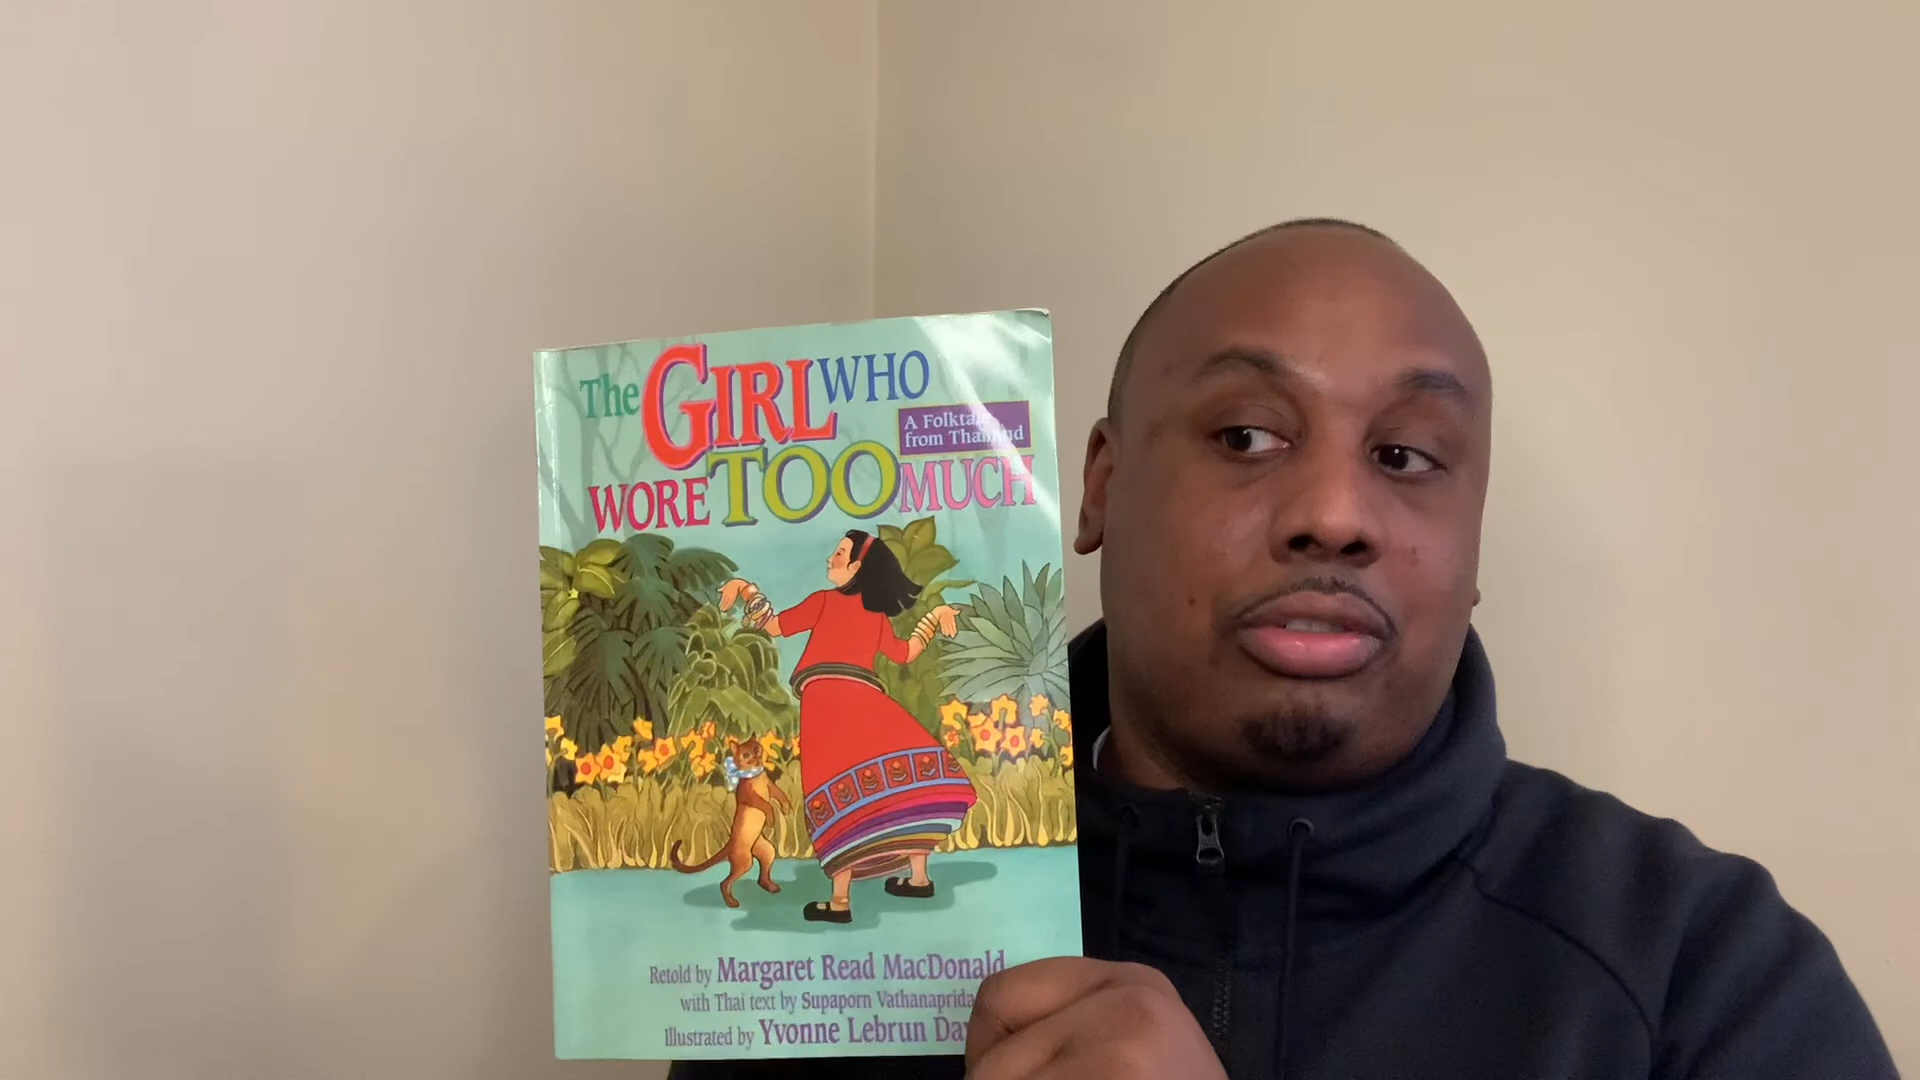 The GIRL WHO
A Folktale
from Thailand
WORE TOO MUCH
Retold by Margaret Read MacDonald
with Thai text by Supaporn Vathanaprida
Illustrated by Yvonne Lebrun